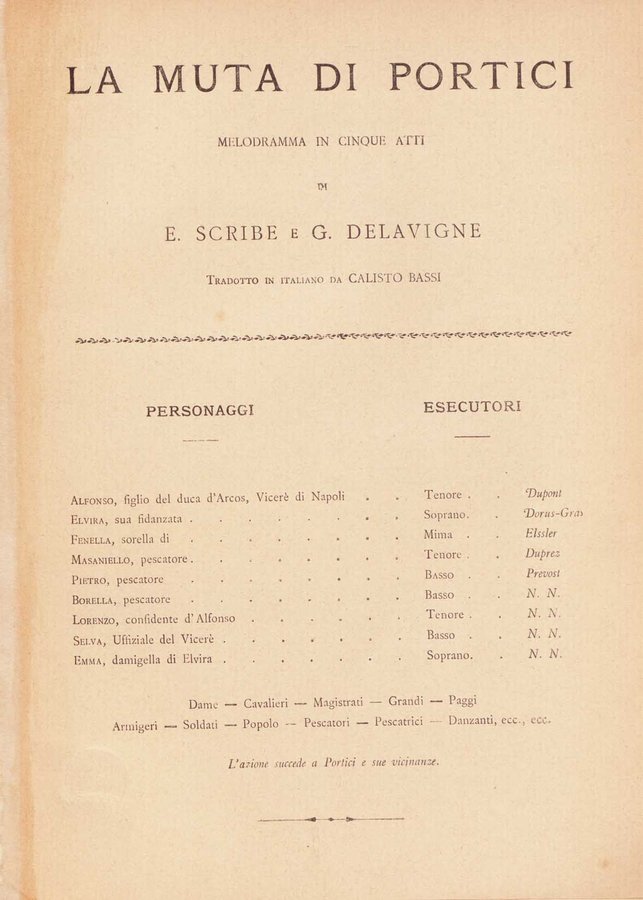 LA MUTA DI PORTICI
MELODRAMMA IN CINQUE ATTI
DI
E. SCRIBE E G. DELAVIGNE
TRADOTTO IN ITALIANO DA CALISTO BASSI
PERSONAGGI ESECUTORI
ALFONSO, figlio del duca d'Arcos, Vicerè di Napoli . . Tenore . . Dupont
ELVIRA, sua fidanzata . . . . . . . . Soprano. . Dorus-Gras
FENELLA, sorella di . . . . . . . . Mima . . Elssler
MASANIELLO, pescatore . . . . . . . . Tenore . . Duprez
PIETRO, pescatore . . . . . . . . Basso . . Prevost
BORELLA, pescatore . . . . . . . . Basso . . N. N.
LORENZO, confidente d'Alfonso . . . . . . Tenore . . N. N.
SELVA, Uffiziale del Vicerè . . . . . . . Basso . . N. N.
EMMA, damigella di Elvira . . . . . . . Soprano. . N. N.
Dame — Cavalieri — Magistrati — Grandi — Paggi
Armigeri — Soldati — Popolo — Pescatori — Pescatrici — Danzanti, ecc., ecc.
L'azione succede a Portici e sue vicinanze.